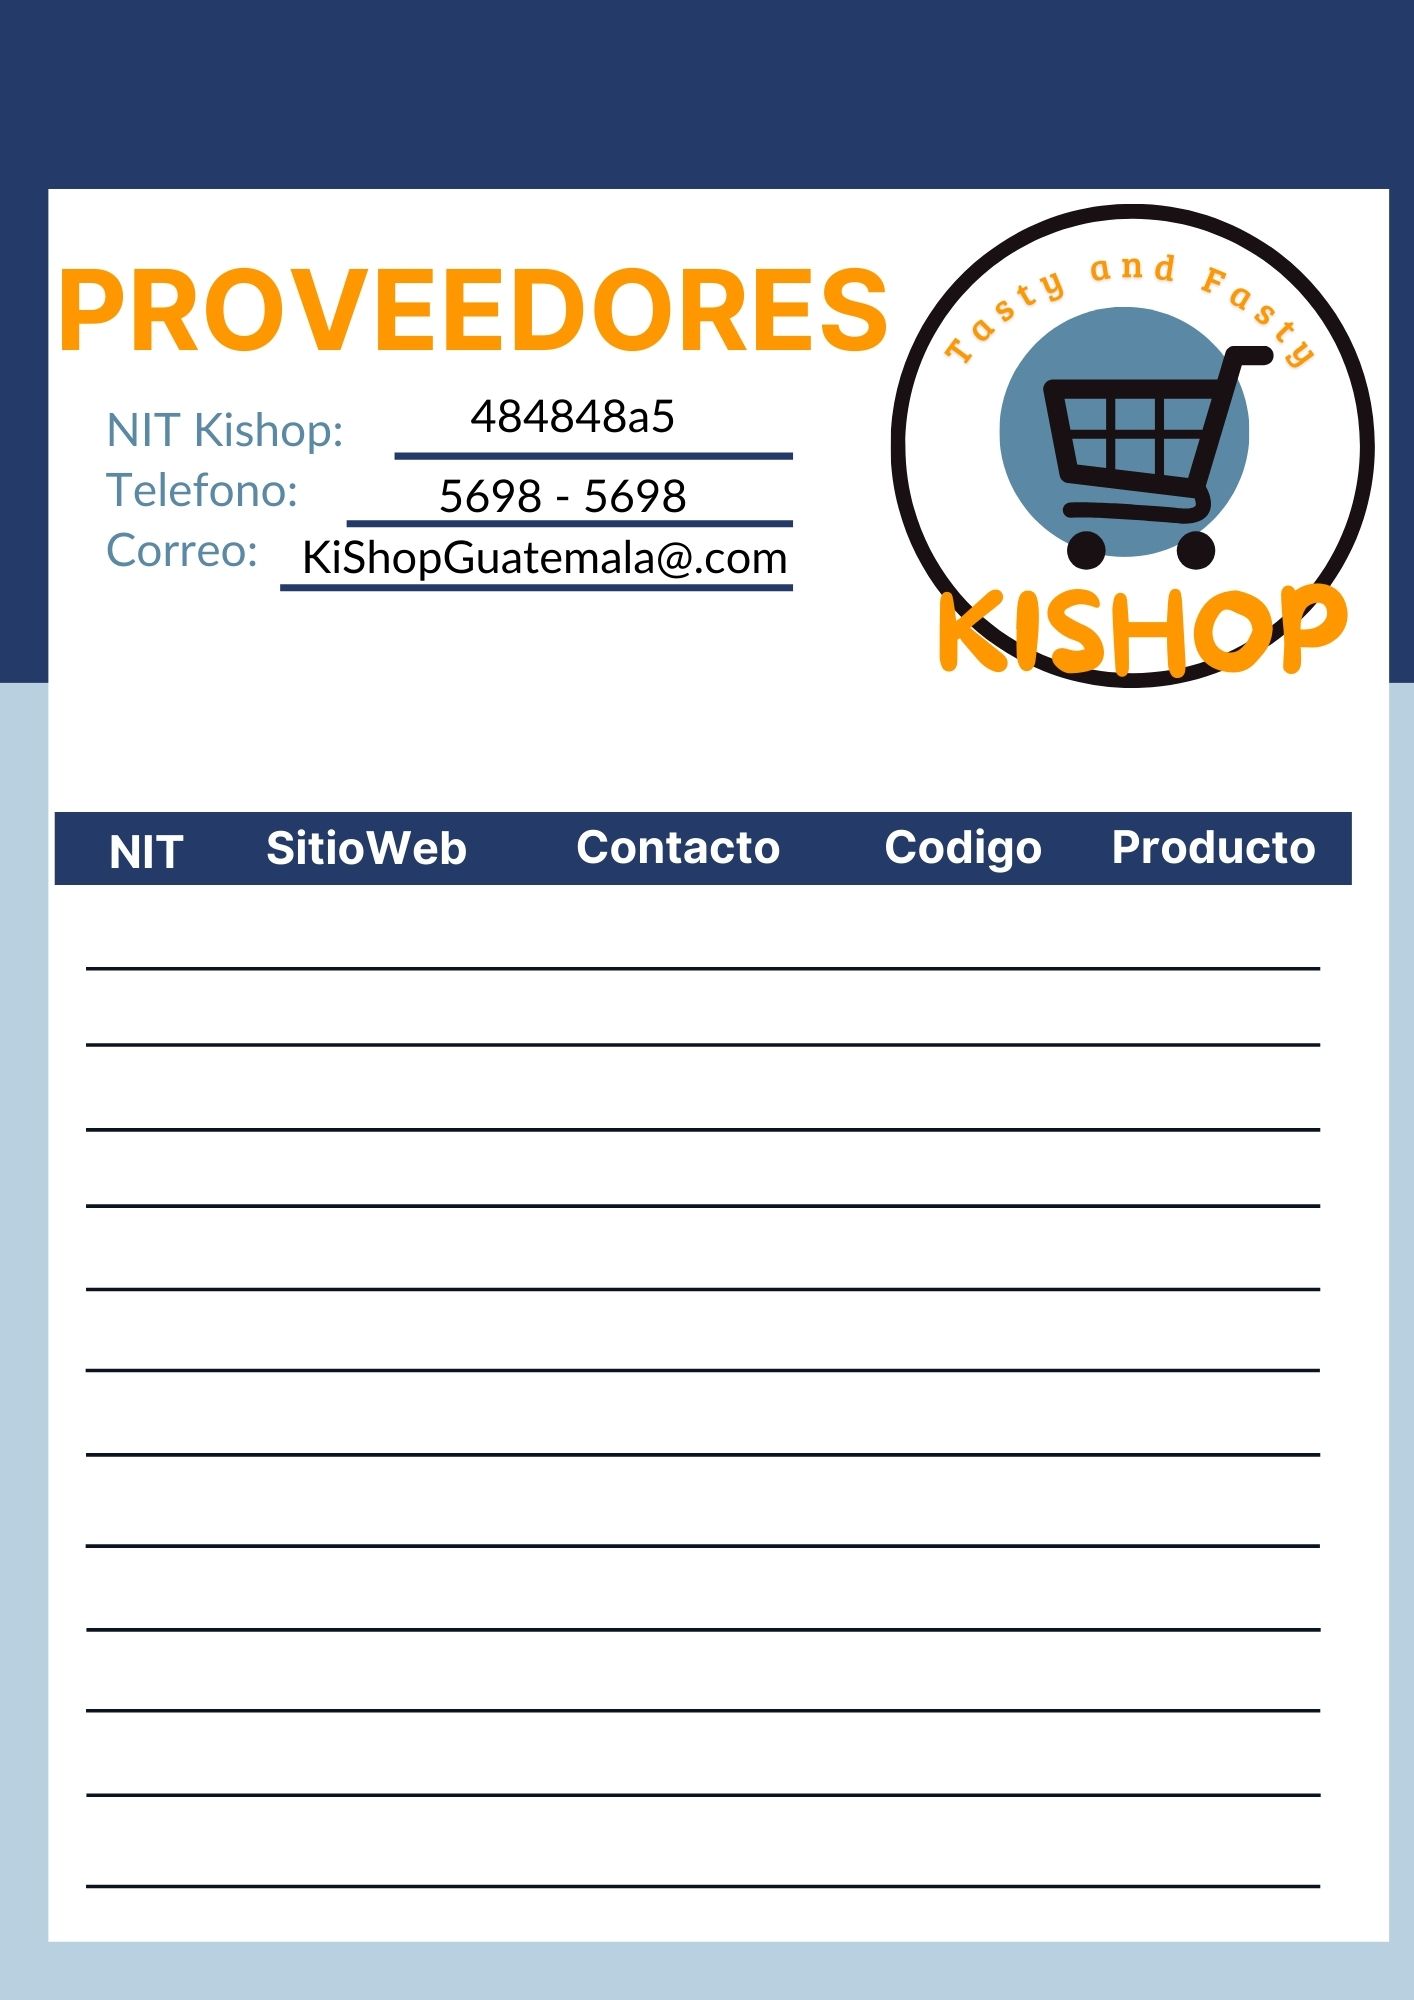 Tasty and Fasty
PROVEEDORES
NIT Kishop: 484848a5
Telefono: 5698 - 5698
Correo: KiShopGuatemala@.com
KISHOP
NIT SitioWeb Contacto Codigo Producto